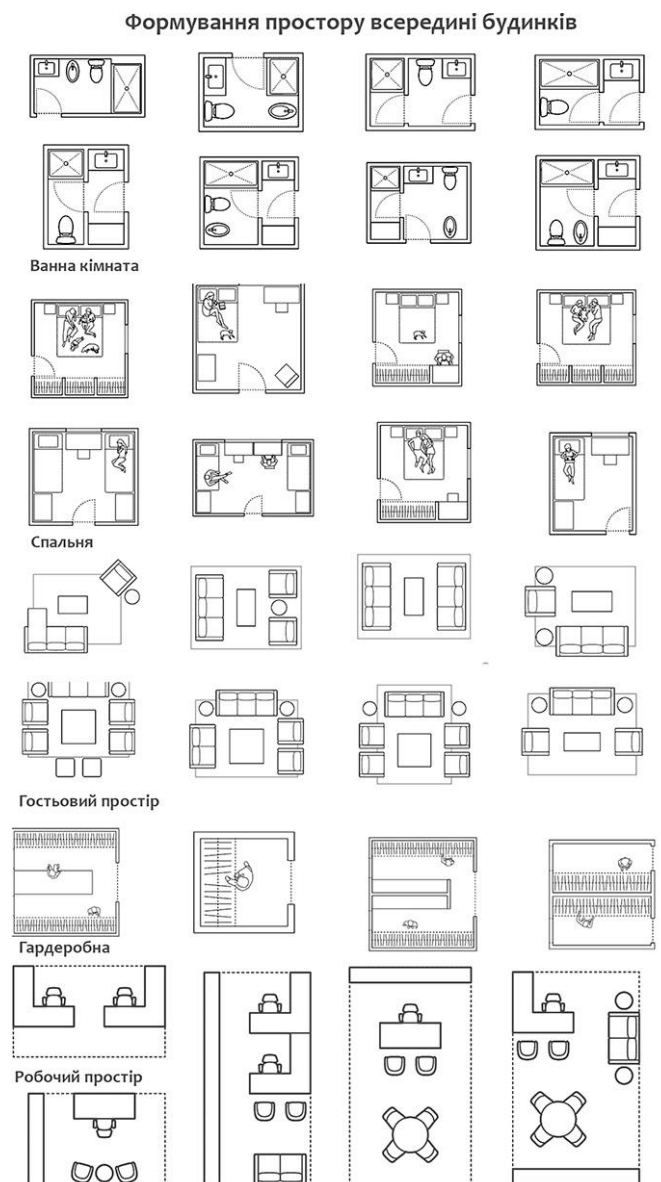 Формування простору всередині будинків
Ванна кімната
Спальня
Гостьовий простір
Гардеробна
Робочий простір